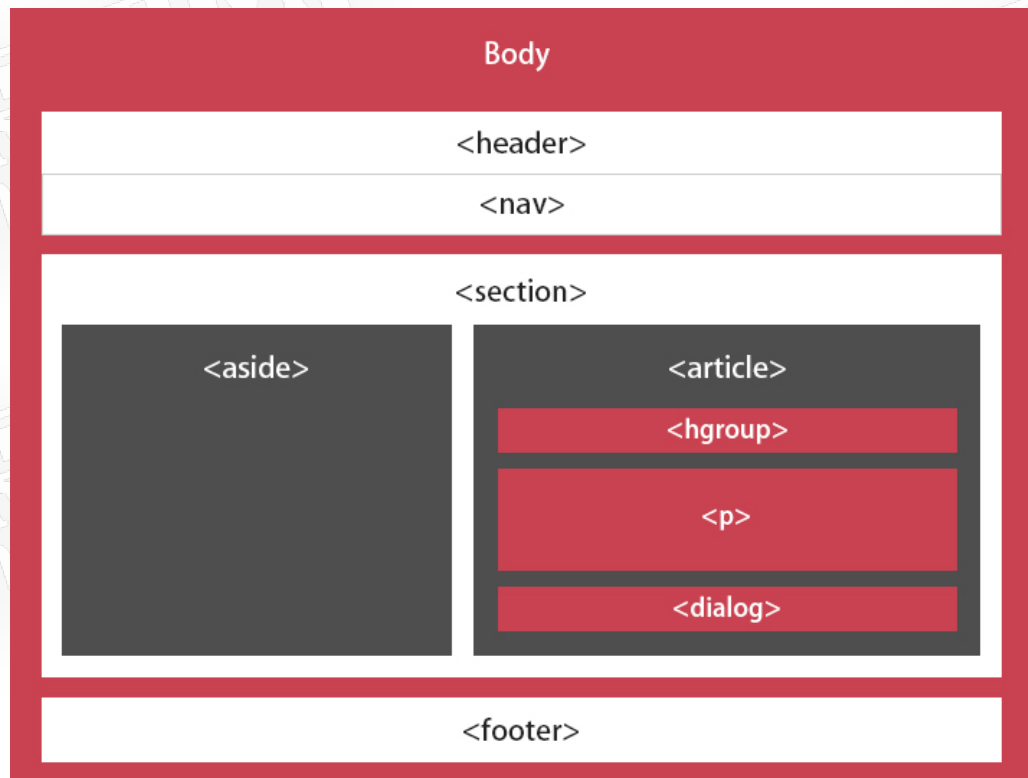 Body
<header>
<nav>
<section>
<aside>
<article>
<hgroup>
<p>
<dialog>
<footer>